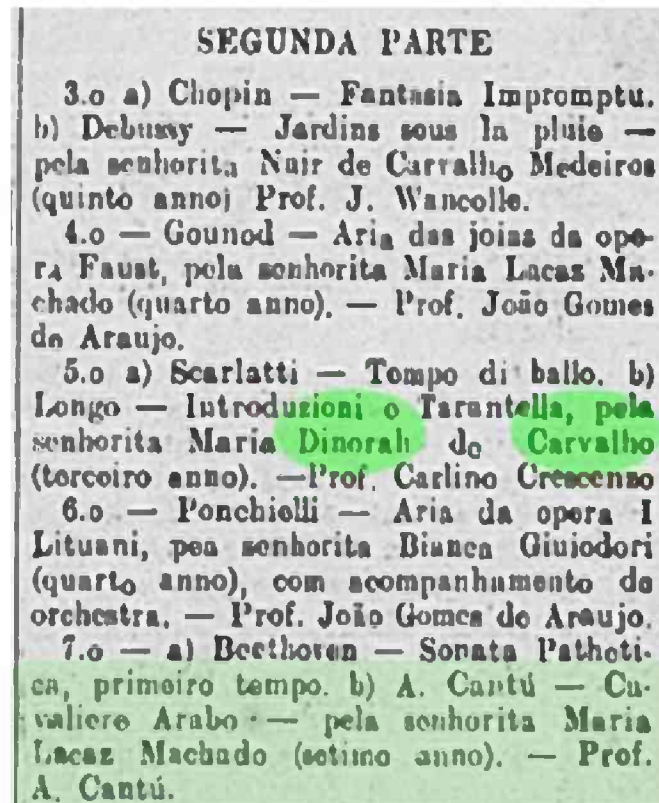 SEGUNDA PARTE
3.o a) Chopin — Fantasia Impromptu.
b) Debussy — Jardins sous la pluie —
pela senhorita Nair de Carvalho Medeiros
(quinto anno) Prof. J. Wancolle.
4.o — Gounod — Aria das joias da ope-
ra Faust, pela senhorita Maria Lacaz Ma-
chado (quarto anno). — Prof. João Gomes
de Araujo.
5.o a) Scarlatti — Tempo di ballo. b)
Longo — Introduzioni e Tarantella, pela
senhorita Maria Dinorah de Carvalho
(terceiro anno). —Prof. Carlino Crescenzo
6.o — Ponchielli — Aria da opera I
Lituani, pea senhorita Bianca Giuiodori
(quarto anno), com acompanhamento de
orchestra. — Prof. João Gomes de Araujo.
7.o — a) Beethoven — Sonata Patheti-
ca, primeiro tempo. b) A. Cantú — Ca-
valiere Arabo — pela senhorita Maria
Lacaz Machado (setimo anno). — Prof.
A. Cantú.